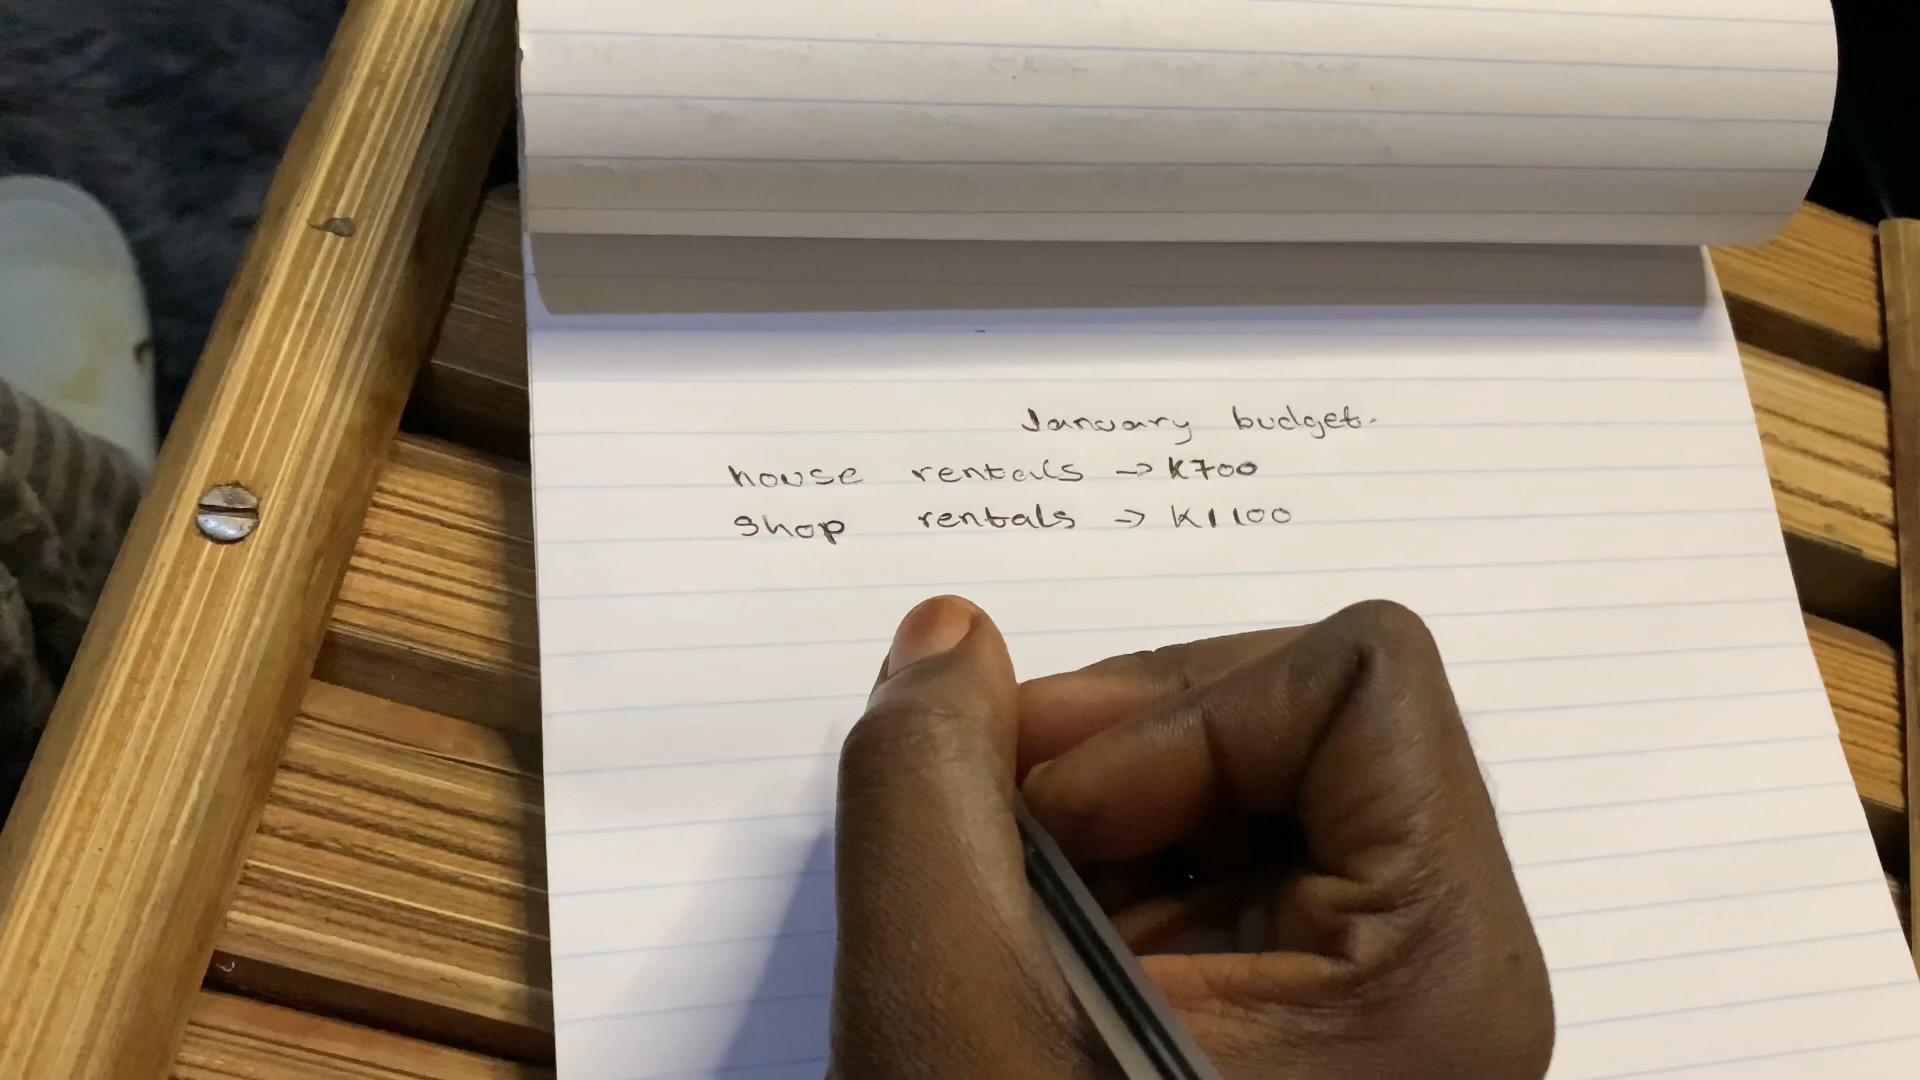 January budget.
house rentals → K700
shop rentals → K1100